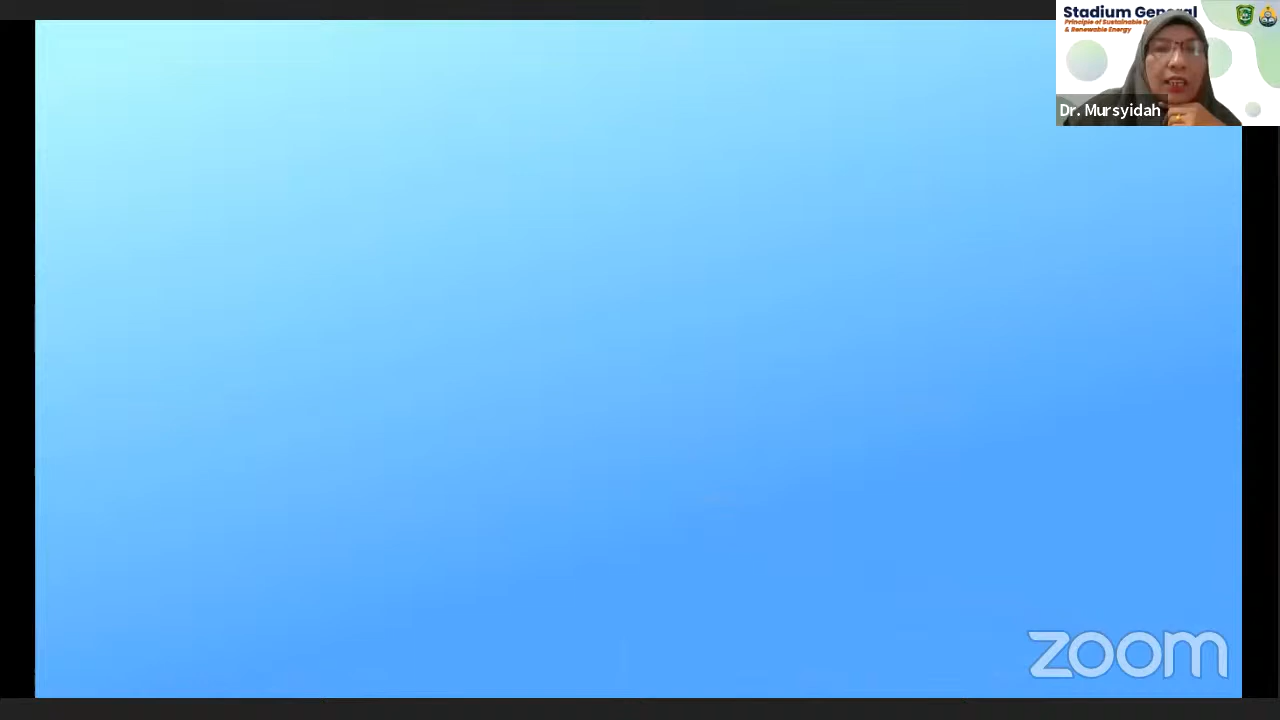 Stadium General
Principle of Sustainable D
& Renewable Energy
Dr. Mursyidah
zoom